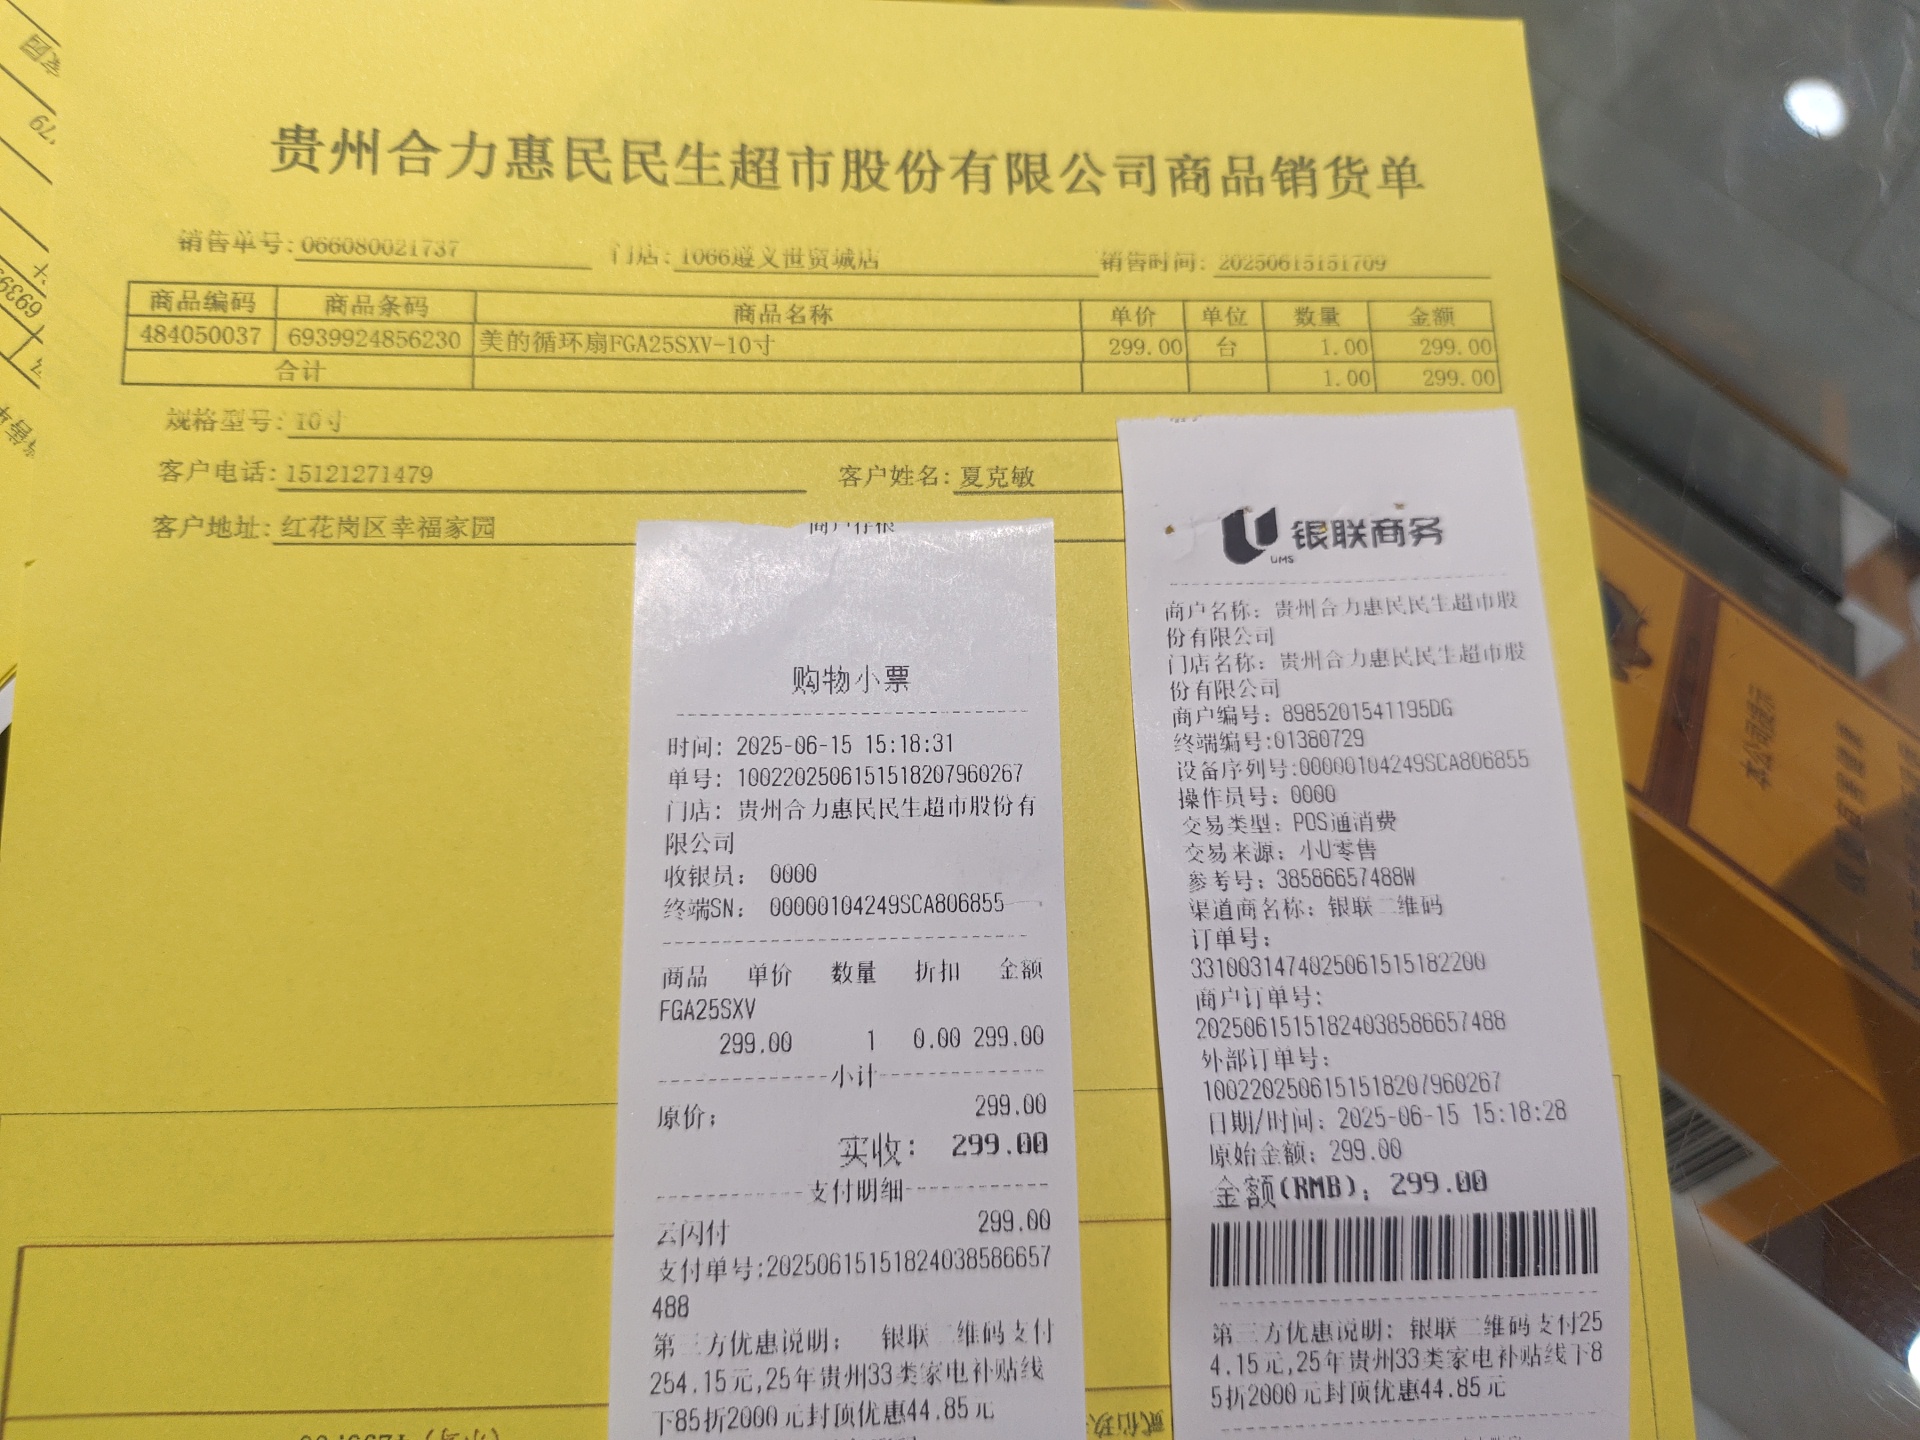 贵州合力惠民民生超市股份有限公司商品销货单
销售单号: 066080021737 门店: 1066遵义世贸城店 销售时间: 20250615151709
商品编码 商品条码 商品名称 单价 单位 数量 金额
484050037 6939924856230 美的循环扇FGA25SXV-10寸 299.00 台 1.00 299.00
合计 1.00 299.00
规格型号: 10寸
客户电话: 15121271479 客户姓名: 夏克敏
客户地址: 红花岗区幸福家园
商户存根
购物小票
时间: 2025-06-15 15:18:31
单号: 1002202506151518207960267
门店: 贵州合力惠民民生超市股份有
限公司
收银员: 0000
终端SN: 00000104249SCA806855
商品 单价 数量 折扣 金额
FGA25SXV
299.00 1 0.00 299.00
小计
原价: 299.00
实收: 299.00
支付明细
云闪付 299.00
支付单号:20250615151824038586657
488
第三方优惠说明: 银联二维码支付
254.15元,25年贵州33类家电补贴线
下85折2000元封顶优惠44.85元
银联商务
UMS
商户名称: 贵州合力惠民民生超市股
份有限公司
门店名称: 贵州合力惠民民生超市股
份有限公司
商户编号: 8985201541195DG
终端编号:01380729
设备序列号:00000104249SCA806855
操作员号: 0000
交易类型: POS通消费
交易来源: 小U零售
参考号: 38586657488W
渠道商名称: 银联二维码
订单号:
3310031474025061515182200
商户订单号:
20250615151824038586657488
外部订单号:
1002202506151518207960267
日期/时间: 2025-06-15 15:18:28
原始金额: 299.00
金额(RMB): 299.00
第三方优惠说明: 银联二维码支付25
4.15元,25年贵州33类家电补贴线下8
5折2000元封顶优惠44.85元